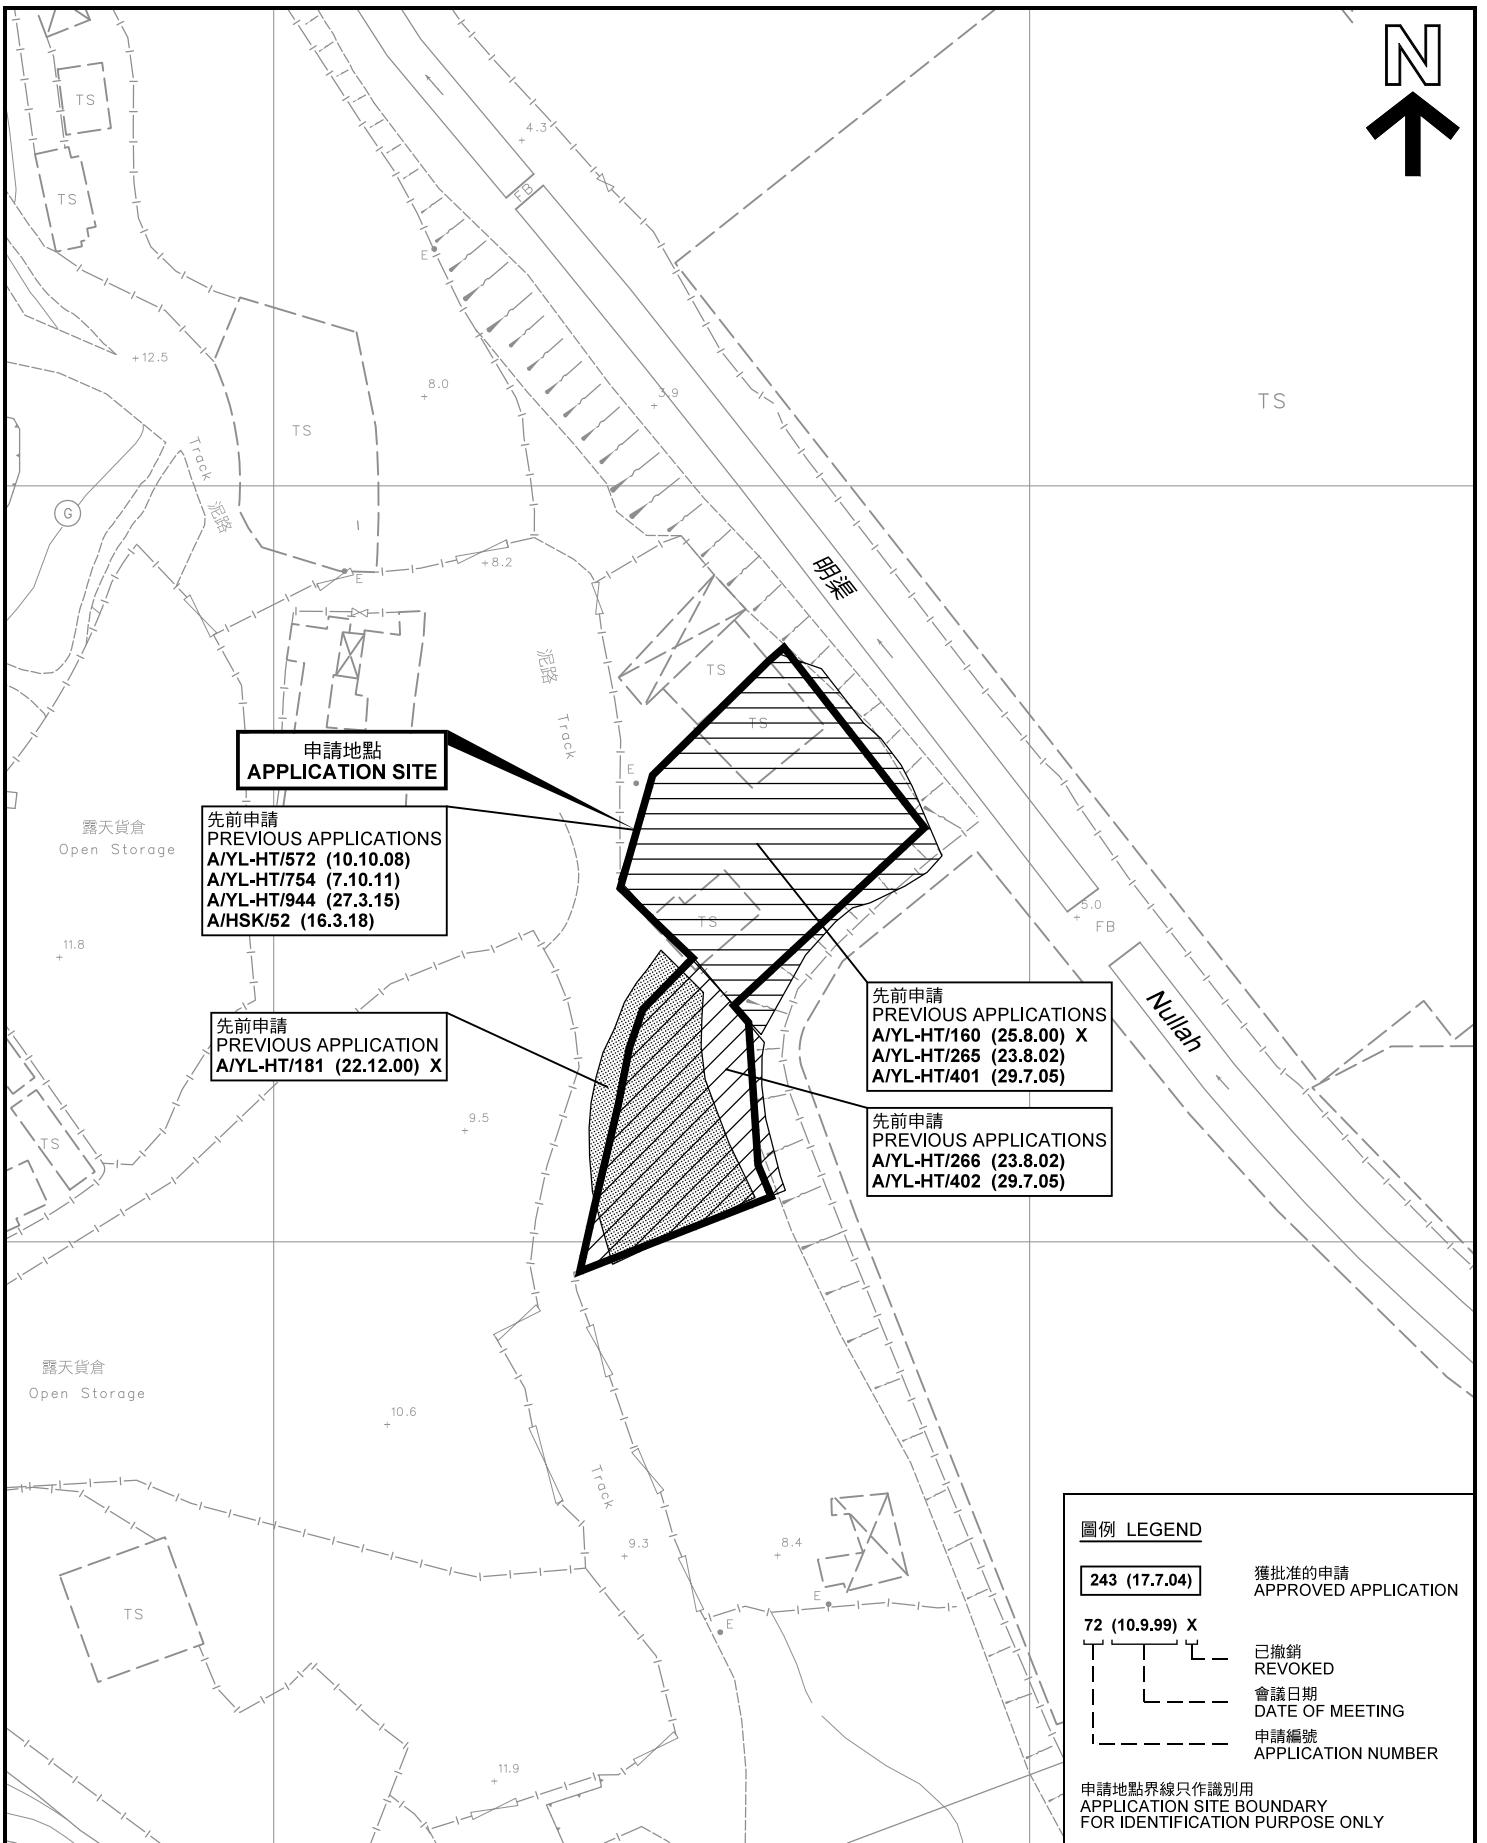 N
TS
4.3
FB
TS
E
+12.5
8.0
3.9
TS
TS
Track
泥路
G
+8.2
E
明渠
泥路
TS
Track
TS
申請地點
APPLICATION SITE
E
先前申請
PREVIOUS APPLICATIONS
A/YL-HT/572 (10.10.08)
A/YL-HT/754 (7.10.11)
A/YL-HT/944 (27.3.15)
A/HSK/52 (16.3.18)
露天貨倉
Open Storage
TS
5.0
FB
11.8
先前申請
PREVIOUS APPLICATION
A/YL-HT/181 (22.12.00) X
先前申請
PREVIOUS APPLICATIONS
A/YL-HT/160 (25.8.00) X
A/YL-HT/265 (23.8.02)
A/YL-HT/401 (29.7.05)
Nullah
先前申請
PREVIOUS APPLICATIONS
A/YL-HT/266 (23.8.02)
A/YL-HT/402 (29.7.05)
9.5
TS
露天貨倉
Open Storage
10.6
Track
9.3
8.4
E
E
TS
11.9
圖例 LEGEND
243 (17.7.04)
獲批准的申請
APPROVED APPLICATION
72 (10.9.99) X
已撤銷
REVOKED
會議日期
DATE OF MEETING
申請編號
APPLICATION NUMBER
申請地點界線只作識別用
APPLICATION SITE BOUNDARY
FOR IDENTIFICATION PURPOSE ONLY